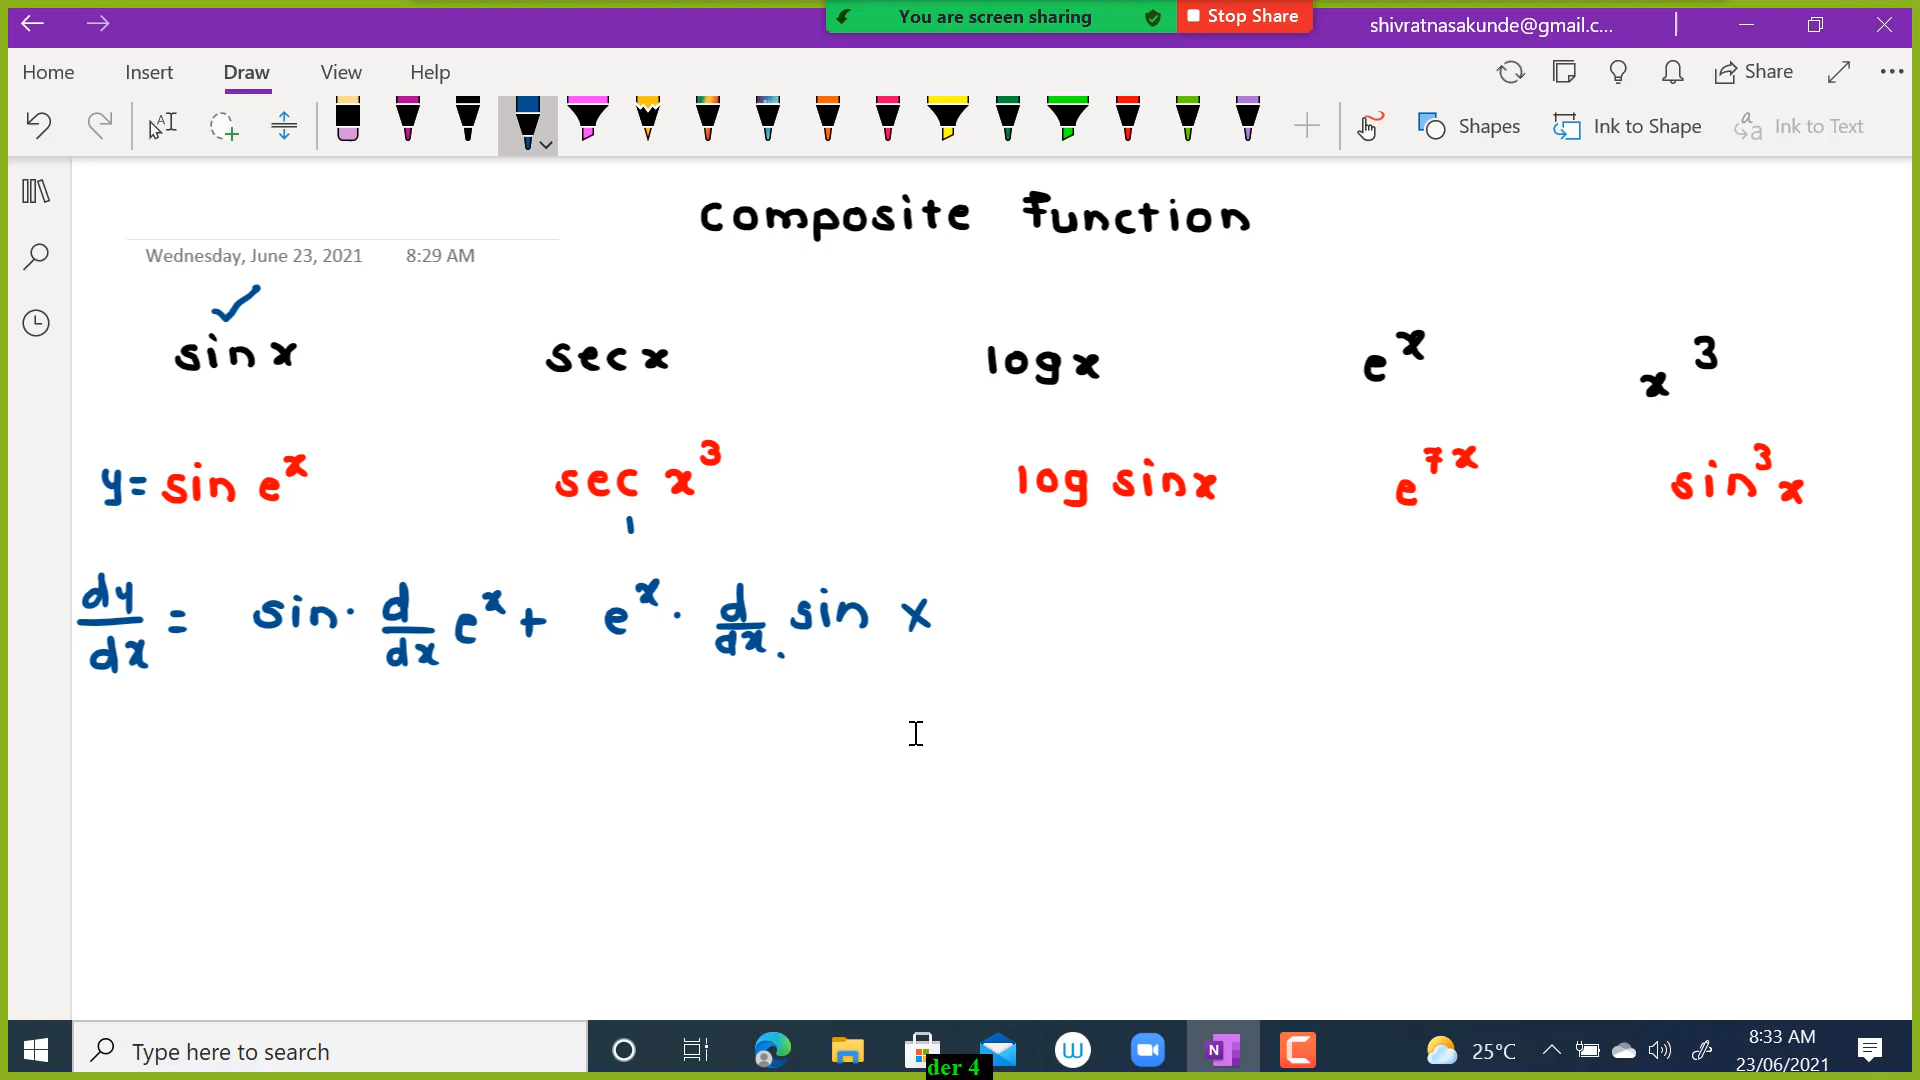 You are screen sharing Stop Share
shivratnasakunde@gmail.c...
Home Insert Draw View Help Share
Shapes Ink to Shape Ink to Text
composite Function
Wednesday, June 23, 2021 8:29 AM
sin x sec x log x e^x x^3
y = sin e^x sec x^3 log sin x e^7x sin^3 x
dy/dx = sin · d/dx e^x + e^x · d/dx sin x
Type here to search
25°C
8:33 AM
23/06/2021
der 4